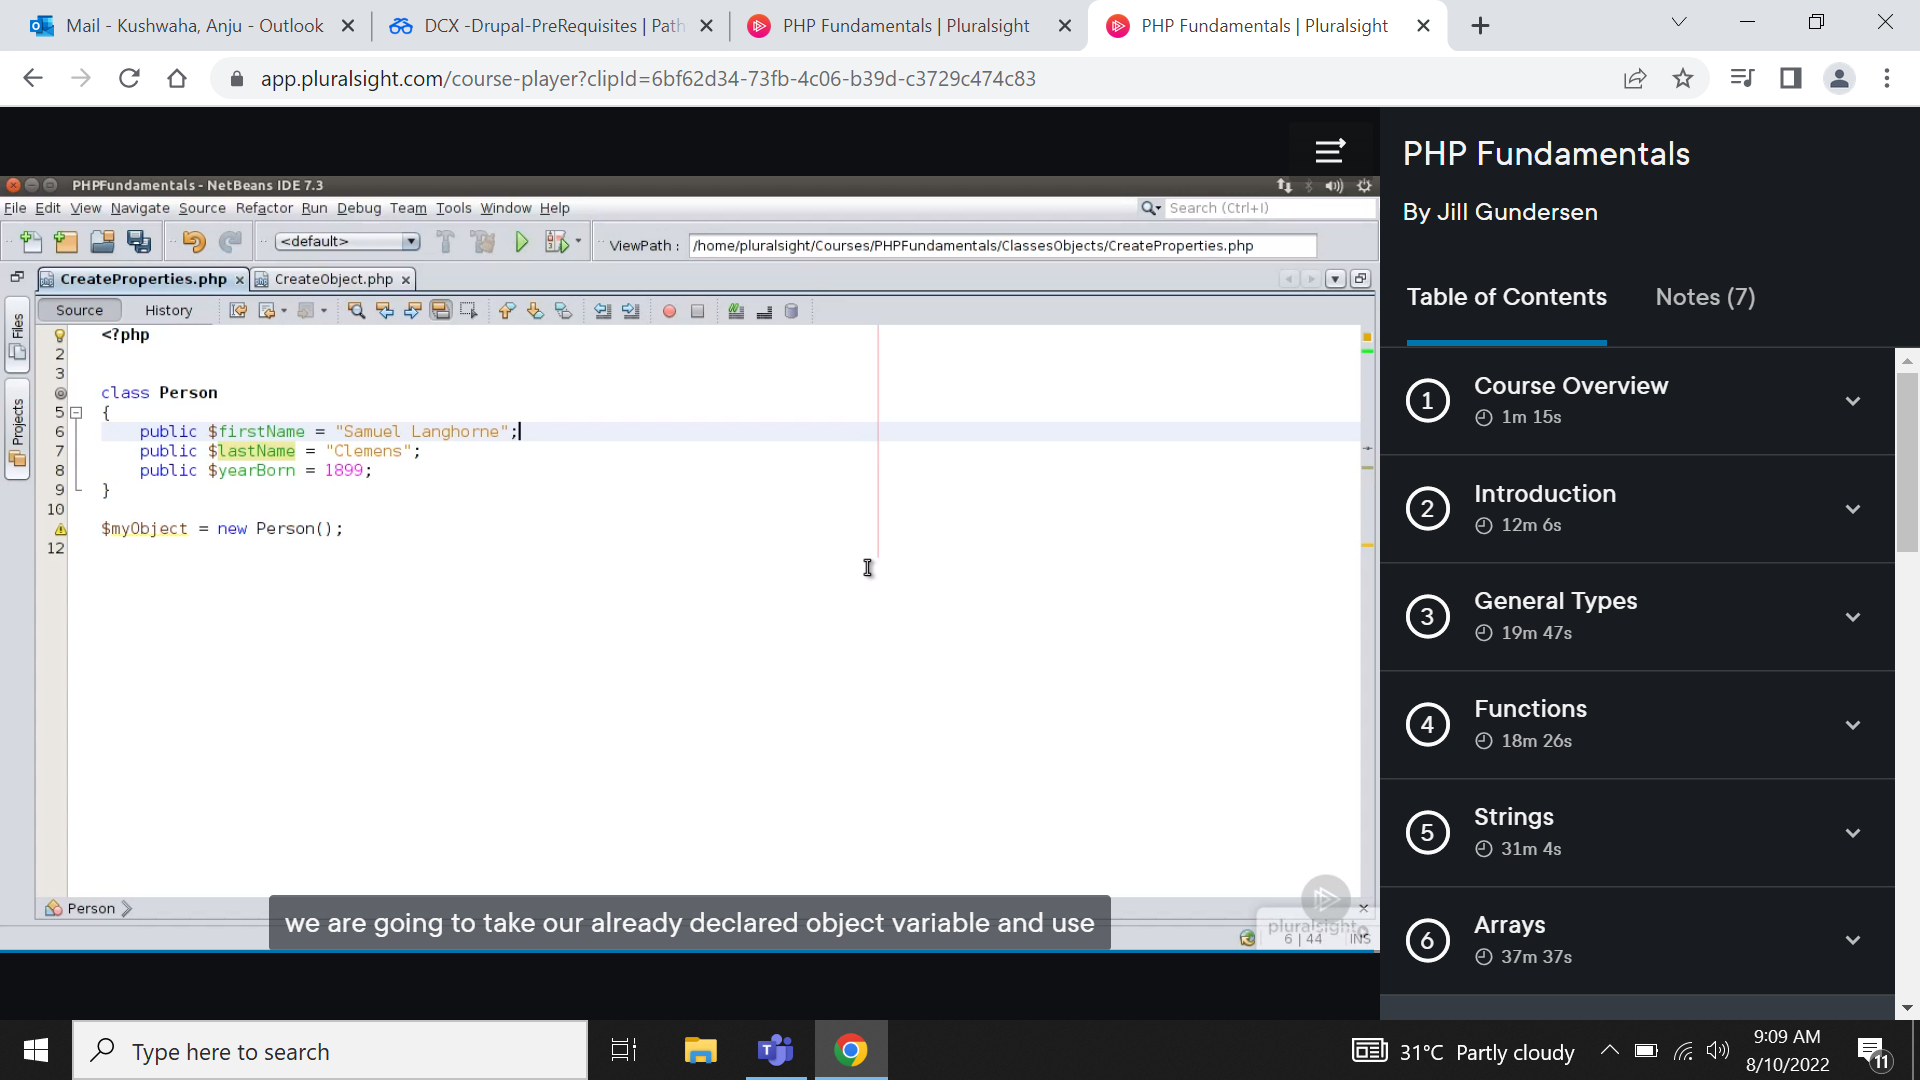 Mail - Kushwaha, Anju - Outlook
DCX -Drupal-PreRequisites | Path
PHP Fundamentals | Pluralsight
PHP Fundamentals | Pluralsight
app.pluralsight.com/course-player?clipId=6bf62d34-73fb-4c06-b39d-c3729c474c83
PHPFundamentals - NetBeans IDE 7.3
File Edit View Navigate Source Refactor Run Debug Team Tools Window Help
Search (Ctrl+I)
<default>
ViewPath :
/home/pluralsight/Courses/PHPFundamentals/ClassesObjects/CreateProperties.php
CreateProperties.php
CreateObject.php
Source
History
Files
Projects
<?php
2
3
class Person
5 {
6 public $firstName = "Samuel Langhorne";
7 public $lastName = "Clemens";
8 public $yearBorn = 1899;
9 }
10
$myObject = new Person();
12
Person
we are going to take our already declared object variable and use
pluralsight
6 | 44
INS
PHP Fundamentals
By Jill Gundersen
Table of Contents
Notes (7)
1
Course Overview
1m 15s
2
Introduction
12m 6s
3
General Types
19m 47s
4
Functions
18m 26s
5
Strings
31m 4s
6
Arrays
37m 37s
Type here to search
31°C Partly cloudy
9:09 AM
8/10/2022
11